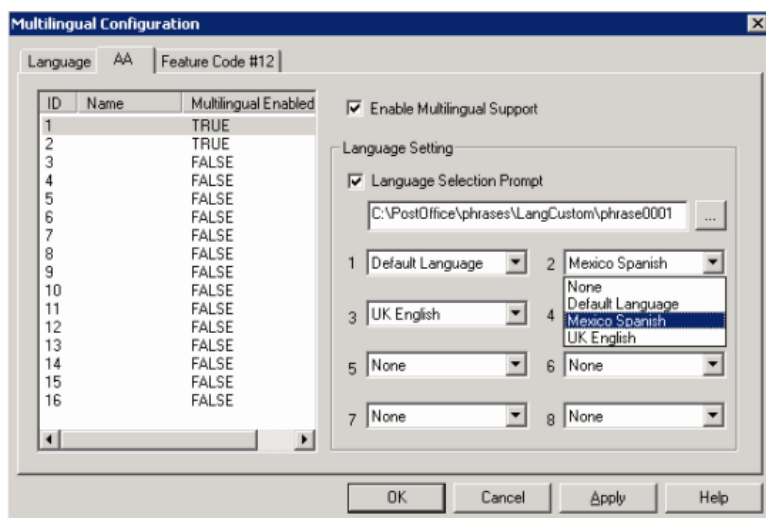 Multilingual Configuration
Language AA Feature Code #12
ID Name Multilingual Enabled
1 TRUE
2 TRUE
3 FALSE
4 FALSE
5 FALSE
6 FALSE
7 FALSE
8 FALSE
9 FALSE
10 FALSE
11 FALSE
12 FALSE
13 FALSE
14 FALSE
15 FALSE
16 FALSE
Enable Multilingual Support
Language Setting
Language Selection Prompt
C:\PostOffice\phrases\LangCustom\phrase0001 ...
1 Default Language 2 Mexico Spanish
None
Default Language
Mexico Spanish
UK English
3 UK English 4
5 None 6 None
7 None 8 None
OK Cancel Apply Help